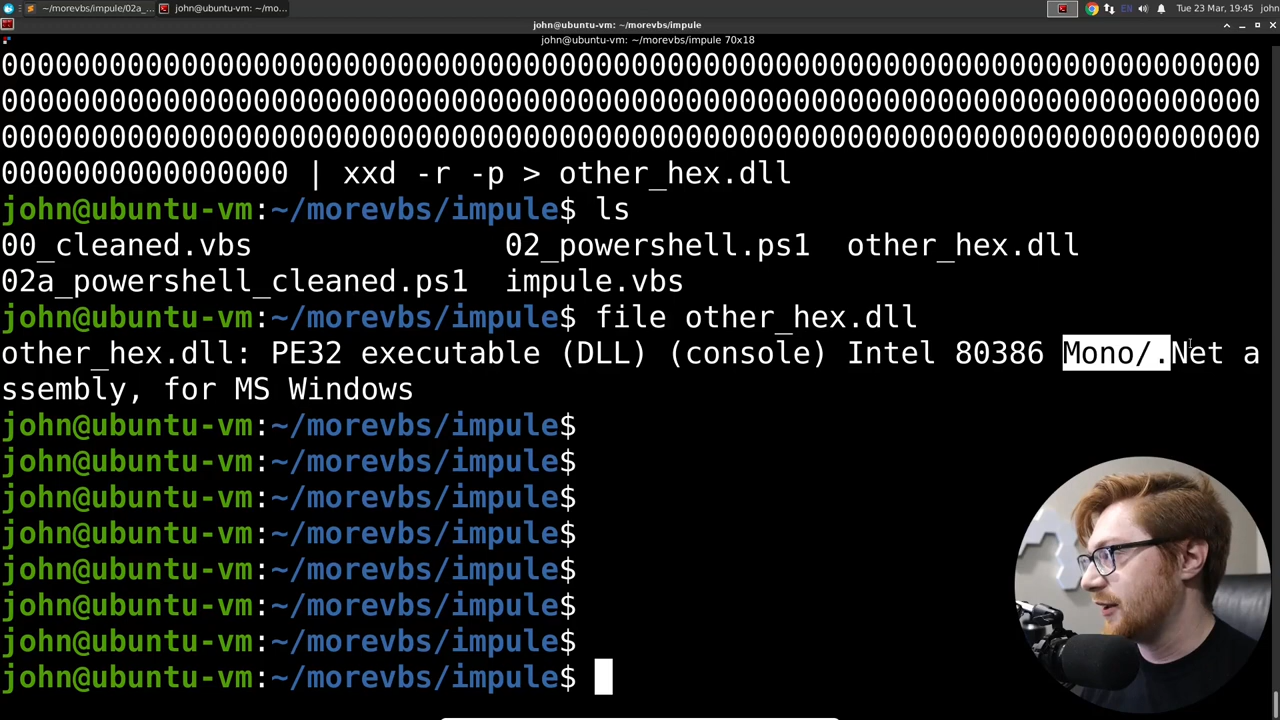 ~/morevbs/impule/02a_...
john@ubuntu-vm: ~/mo...
EN
Tue 23 Mar, 19:45
john
john@ubuntu-vm: ~/morevbs/impule
john@ubuntu-vm: ~/morevbs/impule 70x18
0000000000000000000000000000000000000000000000000000000000000000000000
0000000000000000000000000000000000000000000000000000000000000000000000
0000000000000000000000000000000000000000000000000000000000000000000000
0000000000000000 | xxd -r -p > other_hex.dll
john@ubuntu-vm:~/morevbs/impule$ ls
00_cleaned.vbs 02_powershell.ps1 other_hex.dll
02a_powershell_cleaned.ps1 impule.vbs
john@ubuntu-vm:~/morevbs/impule$ file other_hex.dll
other_hex.dll: PE32 executable (DLL) (console) Intel 80386 Mono/.Net a
ssembly, for MS Windows
john@ubuntu-vm:~/morevbs/impule$
john@ubuntu-vm:~/morevbs/impule$
john@ubuntu-vm:~/morevbs/impule$
john@ubuntu-vm:~/morevbs/impule$
john@ubuntu-vm:~/morevbs/impule$
john@ubuntu-vm:~/morevbs/impule$
john@ubuntu-vm:~/morevbs/impule$
john@ubuntu-vm:~/morevbs/impule$